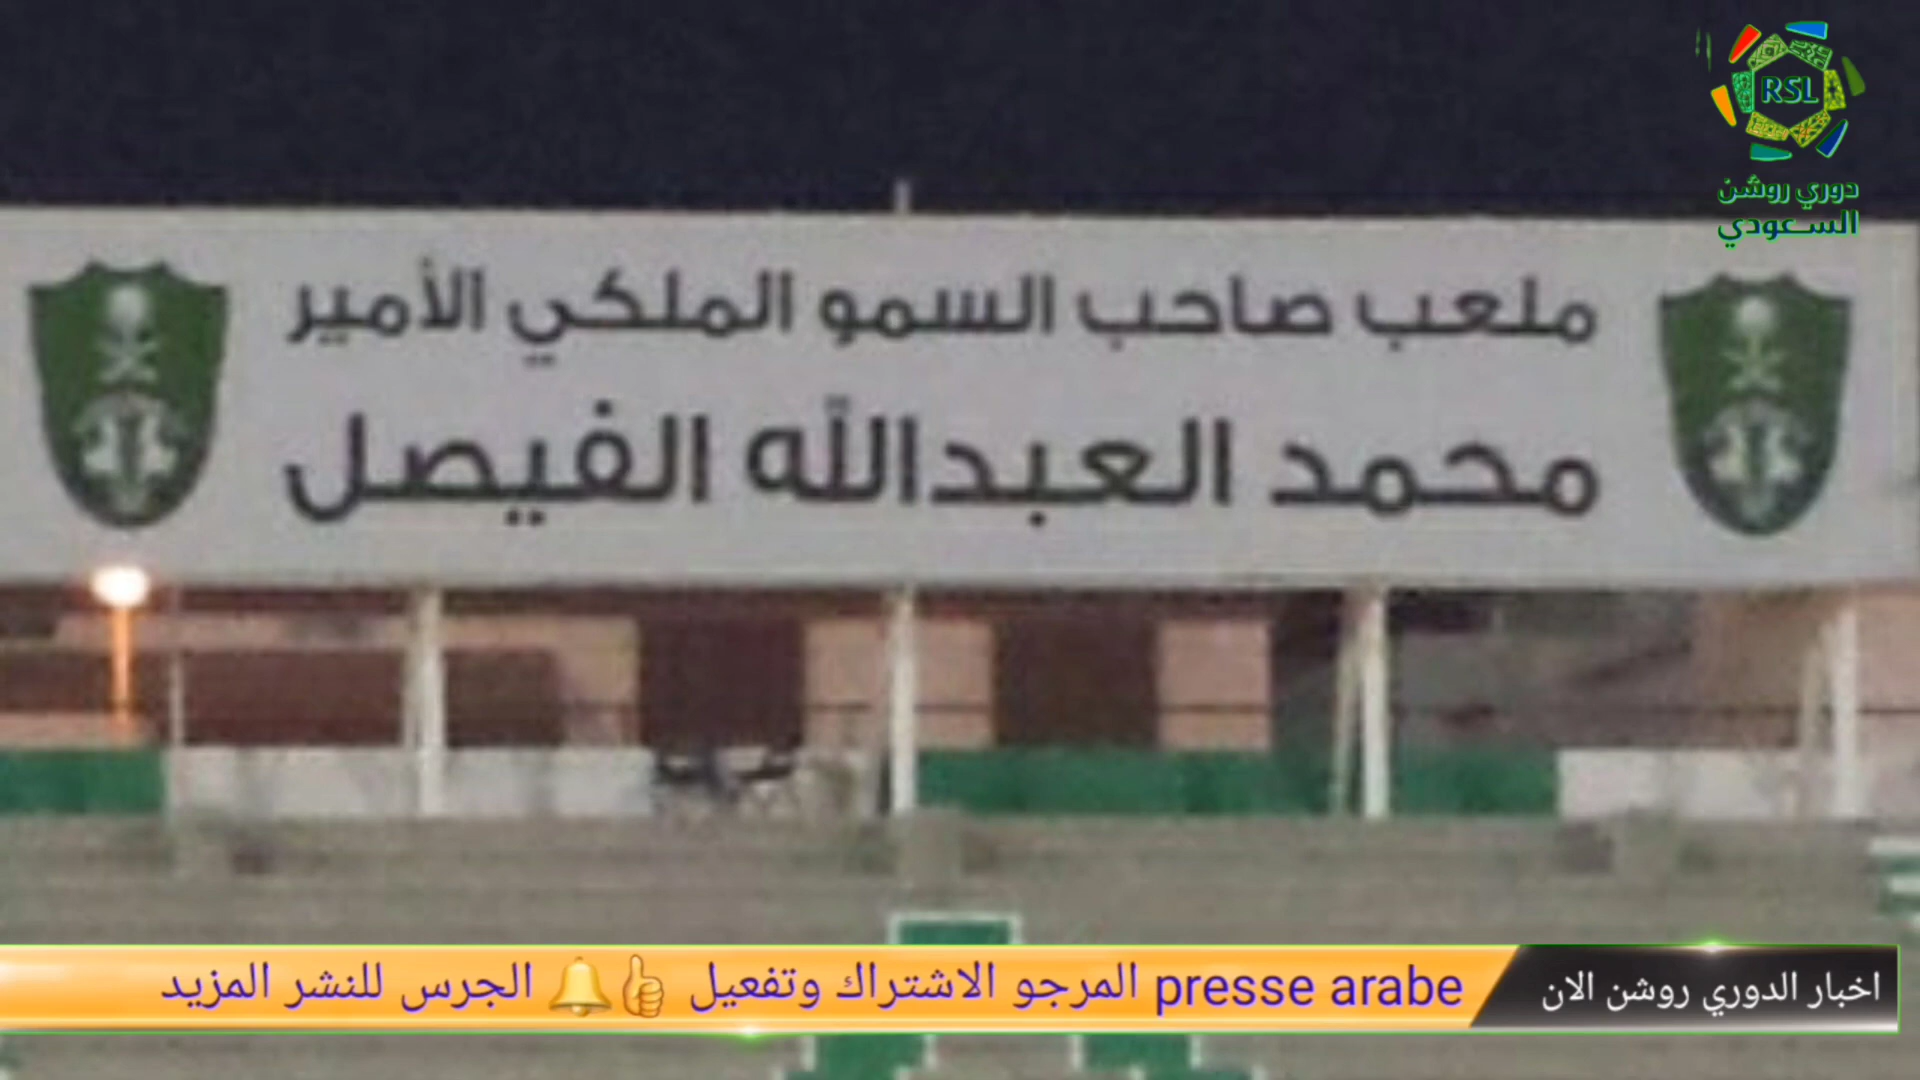 RSL
دوري روشن
السعودي
ملعب صاحب السمو الملكي الأمير
محمد العبدالله الفيصل
اخبار الدوري روشن الان
presse arabe المرجو الاشتراك وتفعيل 👍🔔 الجرس للنشر المزيد